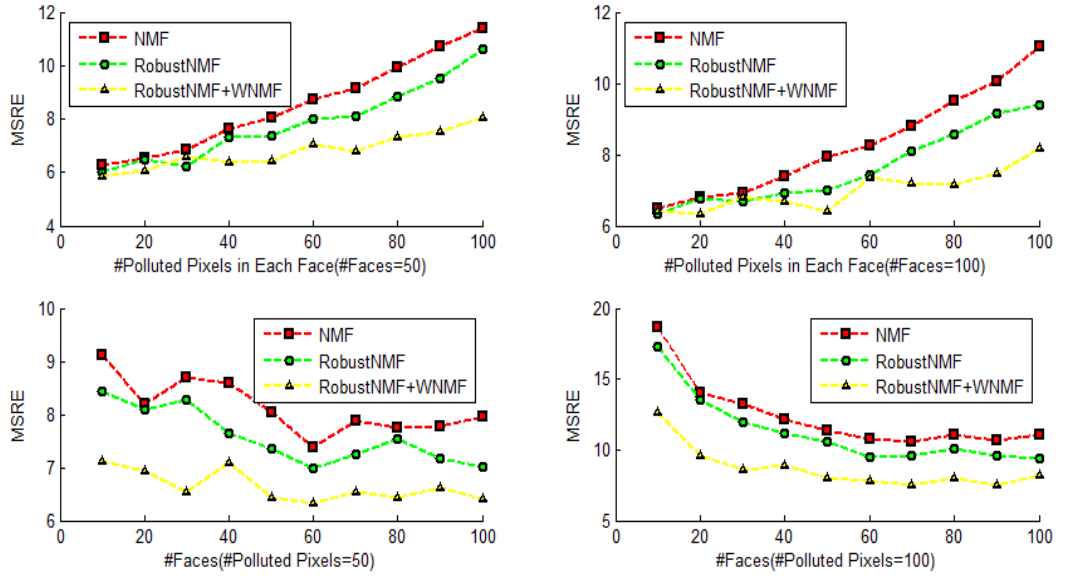 12
10
8
6
4
0
20
40
60
80
100
MSRE
#Polluted Pixels in Each Face(#Faces=50)
NMF
RobustNMF
RobustNMF+WNMF
12
10
8
6
0
20
40
60
80
100
MSRE
#Polluted Pixels in Each Face(#Faces=100)
NMF
RobustNMF
RobustNMF+WNMF
10
9
8
7
6
0
20
40
60
80
100
MSRE
#Faces(#Polluted Pixels=50)
NMF
RobustNMF
RobustNMF+WNMF
20
15
10
5
0
20
40
60
80
100
MSRE
#Faces(#Polluted Pixels=100)
NMF
RobustNMF
RobustNMF+WNMF